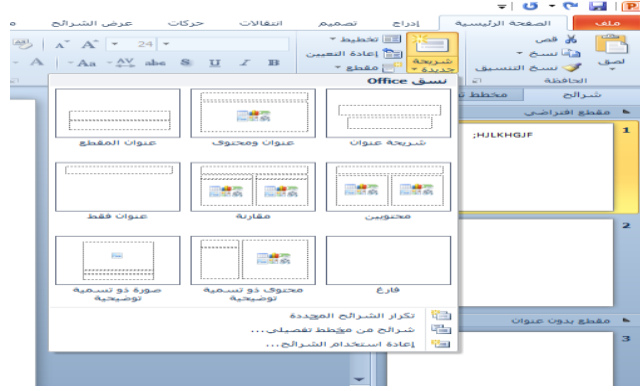 ملف الصفحة الرئيسية إدراج تصميم انتقالات حركات عرض الشرائح
قص تخطيط
نسخ إعادة التعيين 24
لصق نسخ التنسيق شريحة جديدة مقطع B I U S abc AV Aa A
الحافظة
نسق Office
شرائح مخطط
مقطع افتراضي
1
HJLKHGJF;
شريحة عنوان عنوان ومحتوى عنوان المقطع
محتويين مقارنة عنوان فقط
2
فارغ محتوى ذو تسمية توضيحية صورة ذو تسمية توضيحية
تكرار الشرائح المحددة
مقطع بدون عنوان
شرائح من مخطط تفصيلي...
3
إعادة استخدام الشرائح...